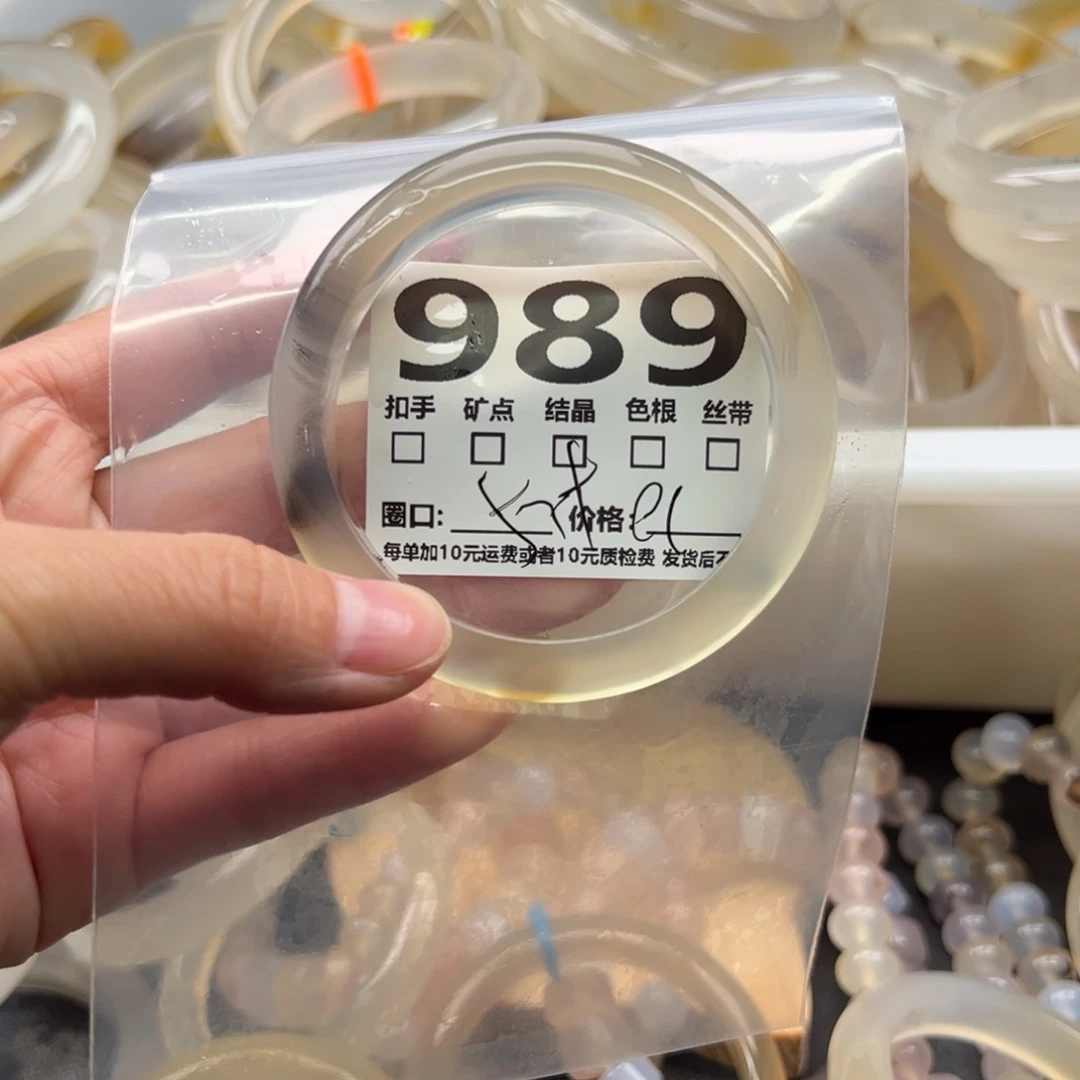 989
扣手 矿点 结晶 色根 丝带
圈口: 价格:
每单加10元运费或者10元质检费 发货后不